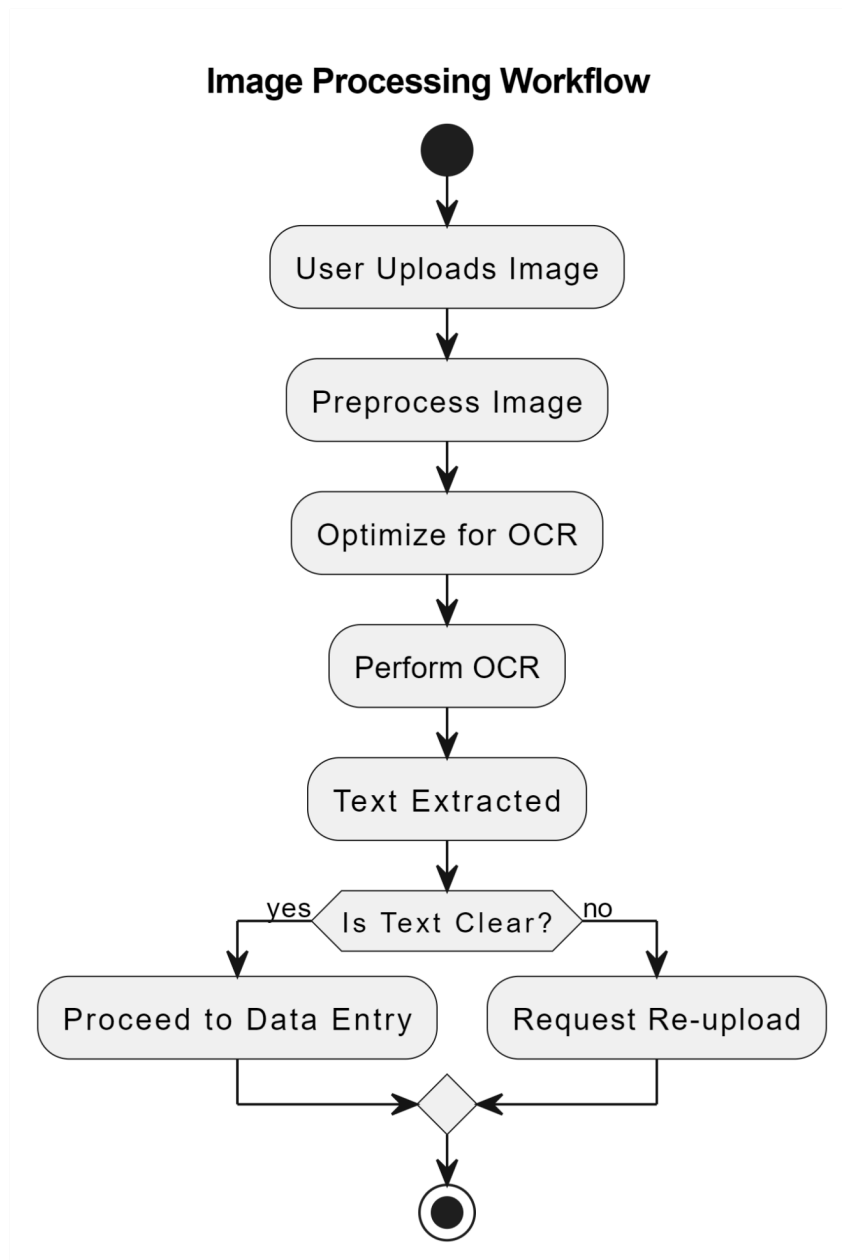 Image Processing Workflow
User Uploads Image
Preprocess Image
Optimize for OCR
Perform OCR
Text Extracted
yes
Is Text Clear?
no
Proceed to Data Entry
Request Re-upload